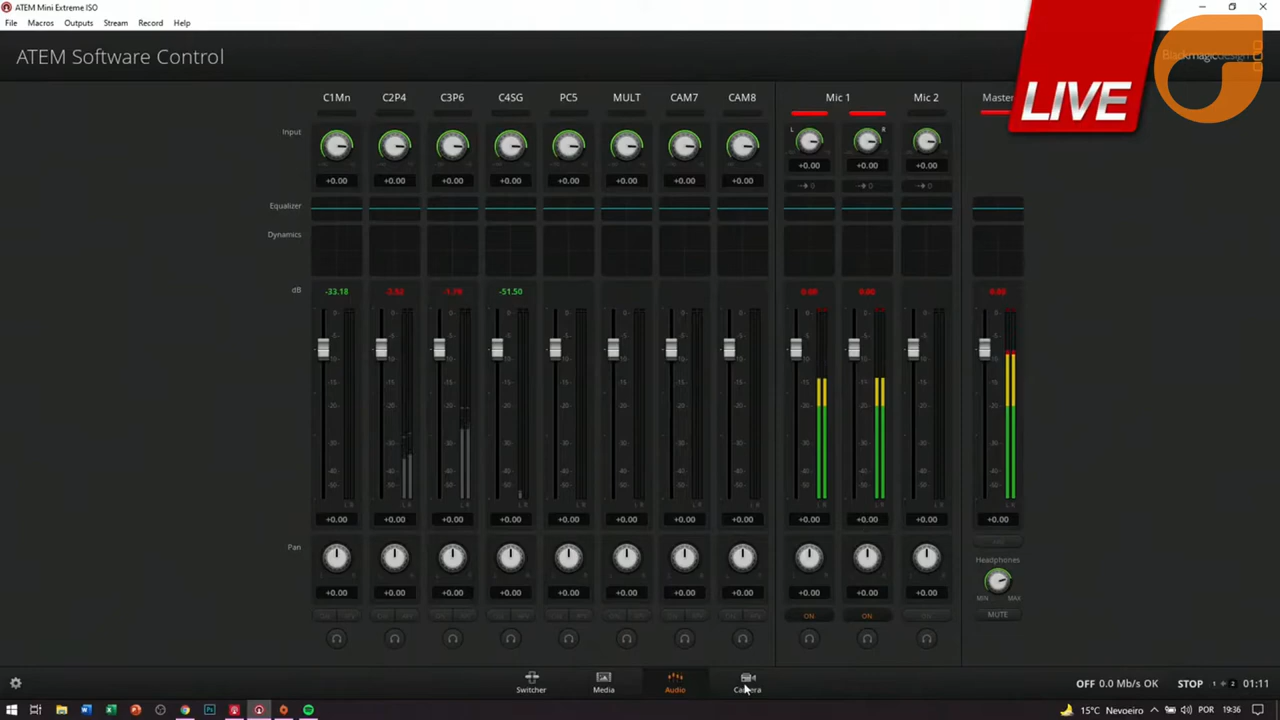 ATEM Mini Extreme ISO
File Macros Outputs Stream Record Help
ATEM Software Control
Blackmagicdesign
LIVE
C1Mn C2P4 C3P6 C4SG PC5 MULT CAM7 CAM8 Mic 1 Mic 2 Master
Input
L R
+0.00 +0.00 +0.00 +0.00 +0.00 +0.00 +0.00 +0.00 +0.00 +0.00 +0.00
Equalizer
Dynamics
dB -33.18 -51.50
+0.00 +0.00 +0.00 +0.00 +0.00 +0.00 +0.00 +0.00 +0.00 +0.00 +0.00 +0.00
Pan
Headphones
MIN MAX
+0.00 +0.00 +0.00 +0.00 +0.00 +0.00 +0.00 +0.00 +0.00 +0.00 +0.00
ON ON MUTE
Switcher Media Audio Camera
OFF 0.0 Mb/s OK STOP 1 2 01:11
15°C Nevoeiro POR 19:36